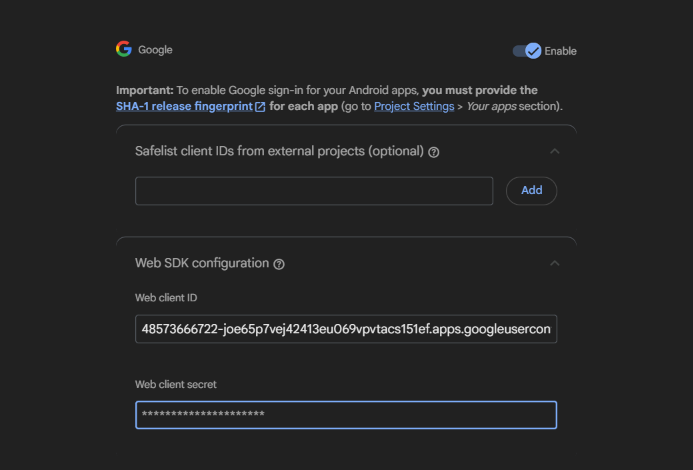 Google
Enable
Important: To enable Google sign-in for your Android apps, you must provide the
SHA-1 release fingerprint for each app (go to Project Settings > Your apps section).
Safelist client IDs from external projects (optional)
Add
Web SDK configuration
Web client ID
48573666722-joe65p7vej42413eu069vpvtacs151ef.apps.googleusercon
Web client secret
*********************